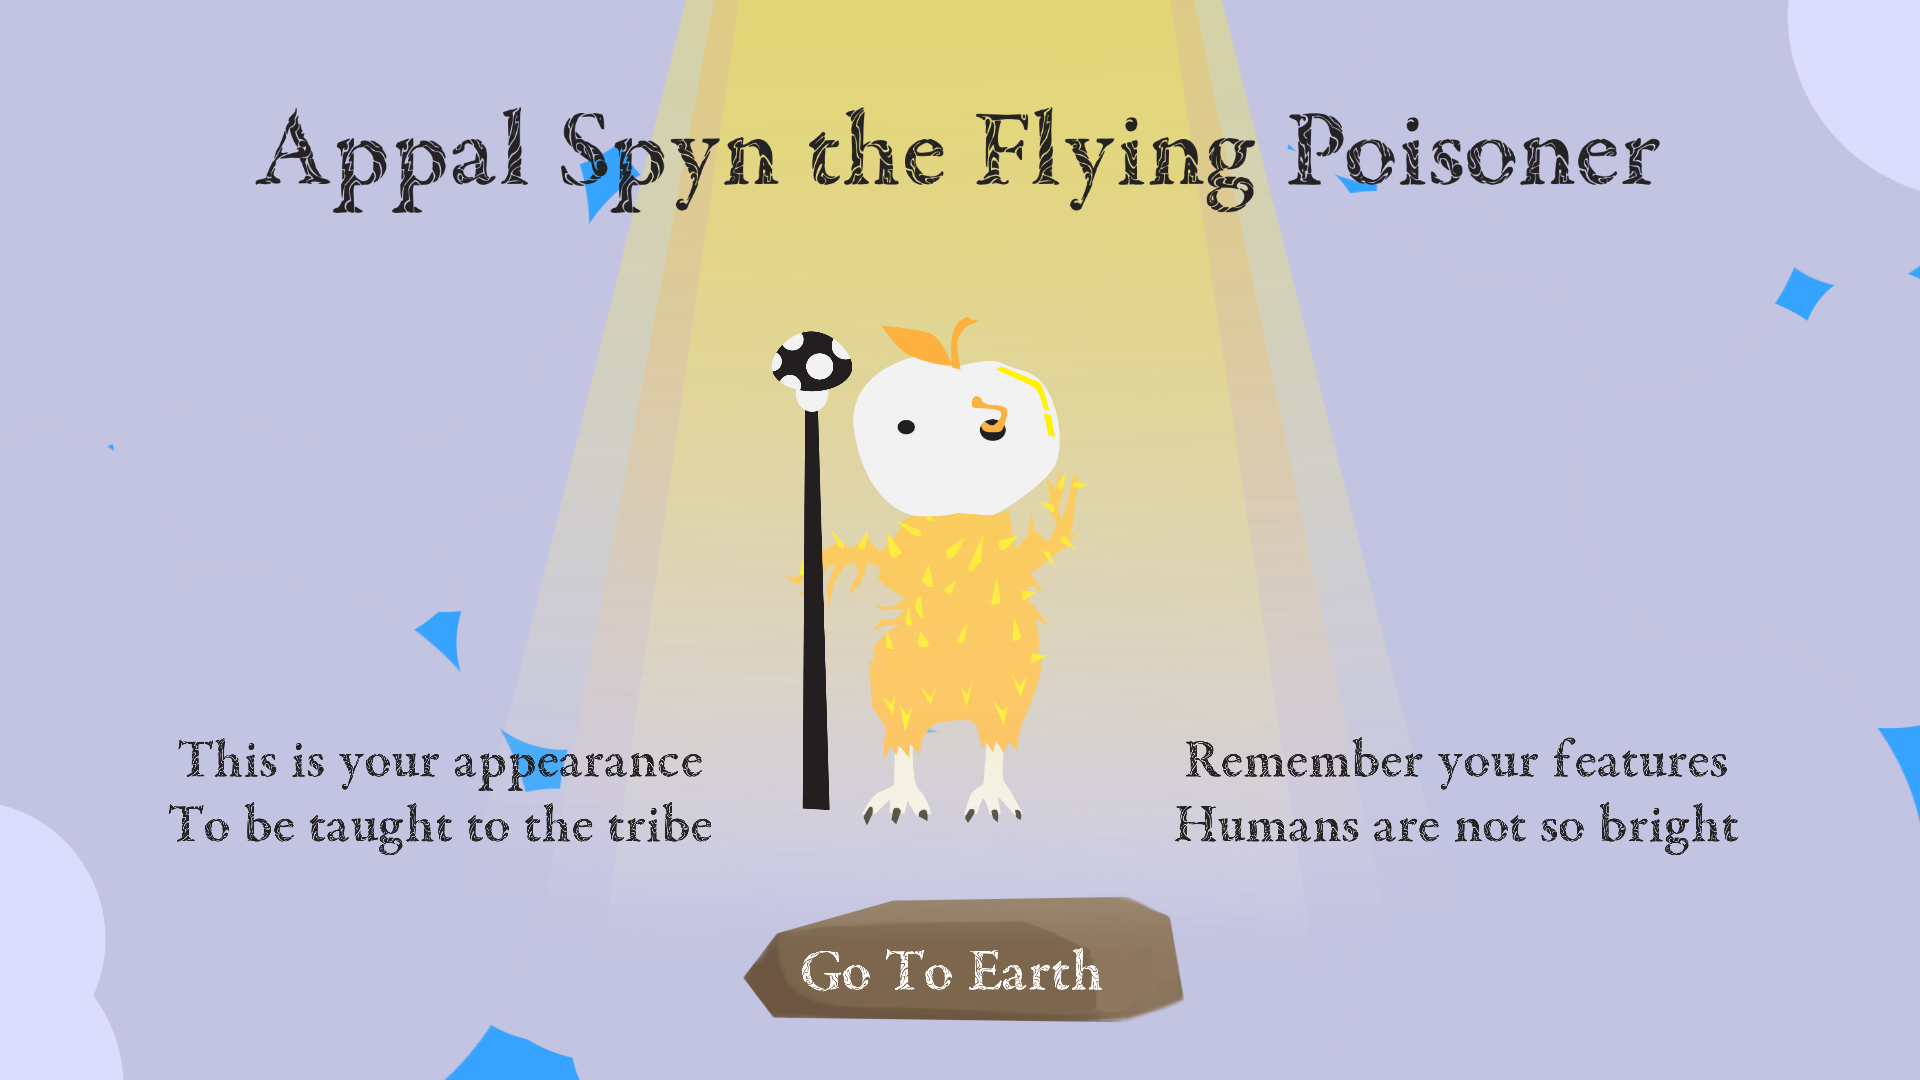 Appal Spyn the Flying Poisoner
This is your appearance
To be taught to the tribe
Remember your features
Humans are not so bright
Go To Earth